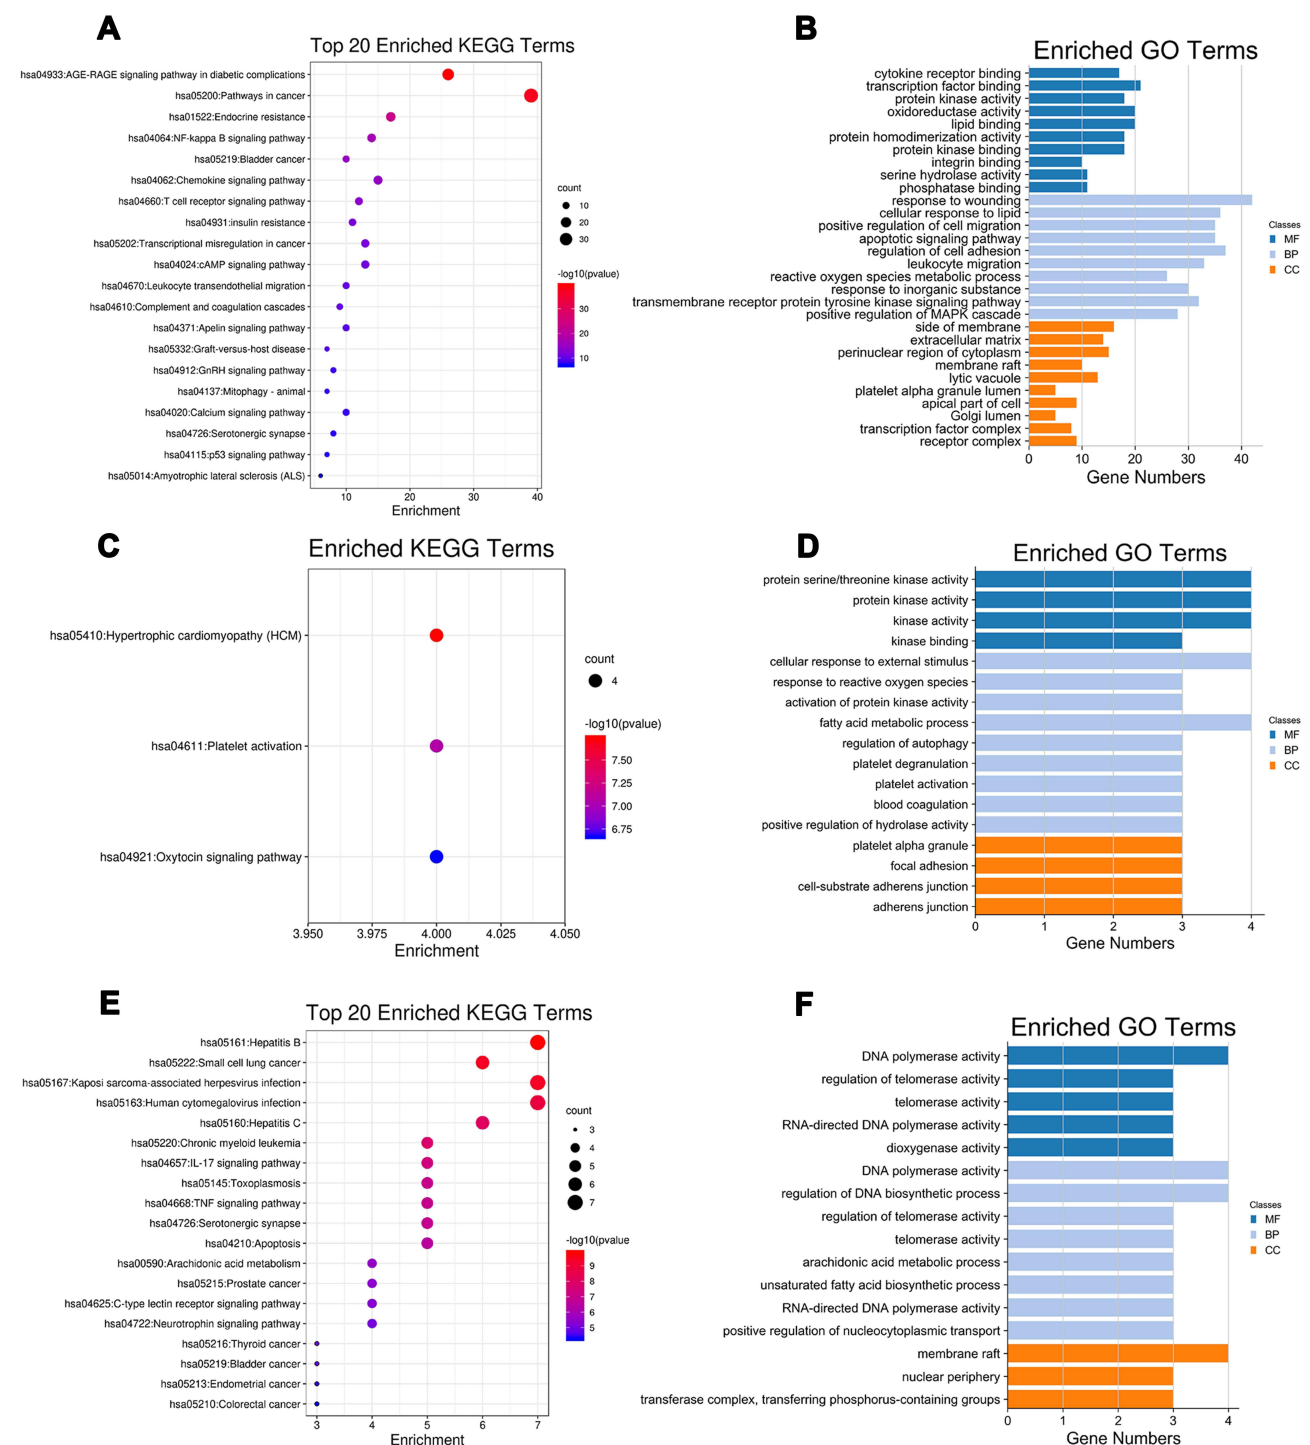 A
Top 20 Enriched KEGG Terms
hsa04933:AGE-RAGE signaling pathway in diabetic complications
hsa05200:Pathways in cancer
hsa01522:Endocrine resistance
hsa04064:NF-kappa B signaling pathway
hsa05219:Bladder cancer
hsa04062:Chemokine signaling pathway
hsa04660:T cell receptor signaling pathway
hsa04931:insulin resistance
hsa05202:Transcriptional misregulation in cancer
hsa04024:cAMP signaling pathway
hsa04670:Leukocyte transendothelial migration
hsa04610:Complement and coagulation cascades
hsa04371:Apelin signaling pathway
hsa05332:Graft-versus-host disease
hsa04912:GnRH signaling pathway
hsa04137:Mitophagy - animal
hsa04020:Calcium signaling pathway
hsa04726:Serotonergic synapse
hsa04115:p53 signaling pathway
hsa05014:Amyotrophic lateral sclerosis (ALS)
10 20 30 40
Enrichment
count
10
20
30
-log10(pvalue)
30
20
10
B
Enriched GO Terms
cytokine receptor binding
transcription factor binding
protein kinase activity
oxidoreductase activity
lipid binding
protein homodimerization activity
protein kinase binding
integrin binding
serine hydrolase activity
phosphatase binding
response to wounding
cellular response to lipid
positive regulation of cell migration
apoptotic signaling pathway
regulation of cell adhesion
leukocyte migration
reactive oxygen species metabolic process
response to inorganic substance
transmembrane receptor protein tyrosine kinase signaling pathway
positive regulation of MAPK cascade
side of membrane
extracellular matrix
perinuclear region of cytoplasm
membrane raft
lytic vacuole
platelet alpha granule lumen
apical part of cell
Golgi lumen
transcription factor complex
receptor complex
0 10 20 30 40
Gene Numbers
Classes
MF
BP
CC
C
Enriched KEGG Terms
hsa05410:Hypertrophic cardiomyopathy (HCM)
hsa04611:Platelet activation
hsa04921:Oxytocin signaling pathway
3.950 3.975 4.000 4.025 4.050
Enrichment
count
4
-log10(pvalue)
7.50
7.25
7.00
6.75
D
Enriched GO Terms
protein serine/threonine kinase activity
protein kinase activity
kinase activity
kinase binding
cellular response to external stimulus
response to reactive oxygen species
activation of protein kinase activity
fatty acid metabolic process
regulation of autophagy
platelet degranulation
platelet activation
blood coagulation
positive regulation of hydrolase activity
platelet alpha granule
focal adhesion
cell-substrate adherens junction
adherens junction
0 1 2 3 4
Gene Numbers
Classes
MF
BP
CC
E
Top 20 Enriched KEGG Terms
hsa05161:Hepatitis B
hsa05222:Small cell lung cancer
hsa05167:Kaposi sarcoma-associated herpesvirus infection
hsa05163:Human cytomegalovirus infection
hsa05160:Hepatitis C
hsa05220:Chronic myeloid leukemia
hsa04657:IL-17 signaling pathway
hsa05145:Toxoplasmosis
hsa04668:TNF signaling pathway
hsa04726:Serotonergic synapse
hsa04210:Apoptosis
hsa00590:Arachidonic acid metabolism
hsa05215:Prostate cancer
hsa04625:C-type lectin receptor signaling pathway
hsa04722:Neurotrophin signaling pathway
hsa05216:Thyroid cancer
hsa05219:Bladder cancer
hsa05213:Endometrial cancer
hsa05210:Colorectal cancer
3 4 5 6 7
Enrichment
count
3
4
5
6
7
-log10(pvalue
9
8
7
6
5
F
Enriched GO Terms
DNA polymerase activity
regulation of telomerase activity
telomerase activity
RNA-directed DNA polymerase activity
dioxygenase activity
DNA polymerase activity
regulation of DNA biosynthetic process
regulation of telomerase activity
telomerase activity
arachidonic acid metabolic process
unsaturated fatty acid biosynthetic process
RNA-directed DNA polymerase activity
positive regulation of nucleocytoplasmic transport
membrane raft
nuclear periphery
transferase complex, transferring phosphorus-containing groups
0 1 2 3 4
Gene Numbers
Classes
MF
BP
CC